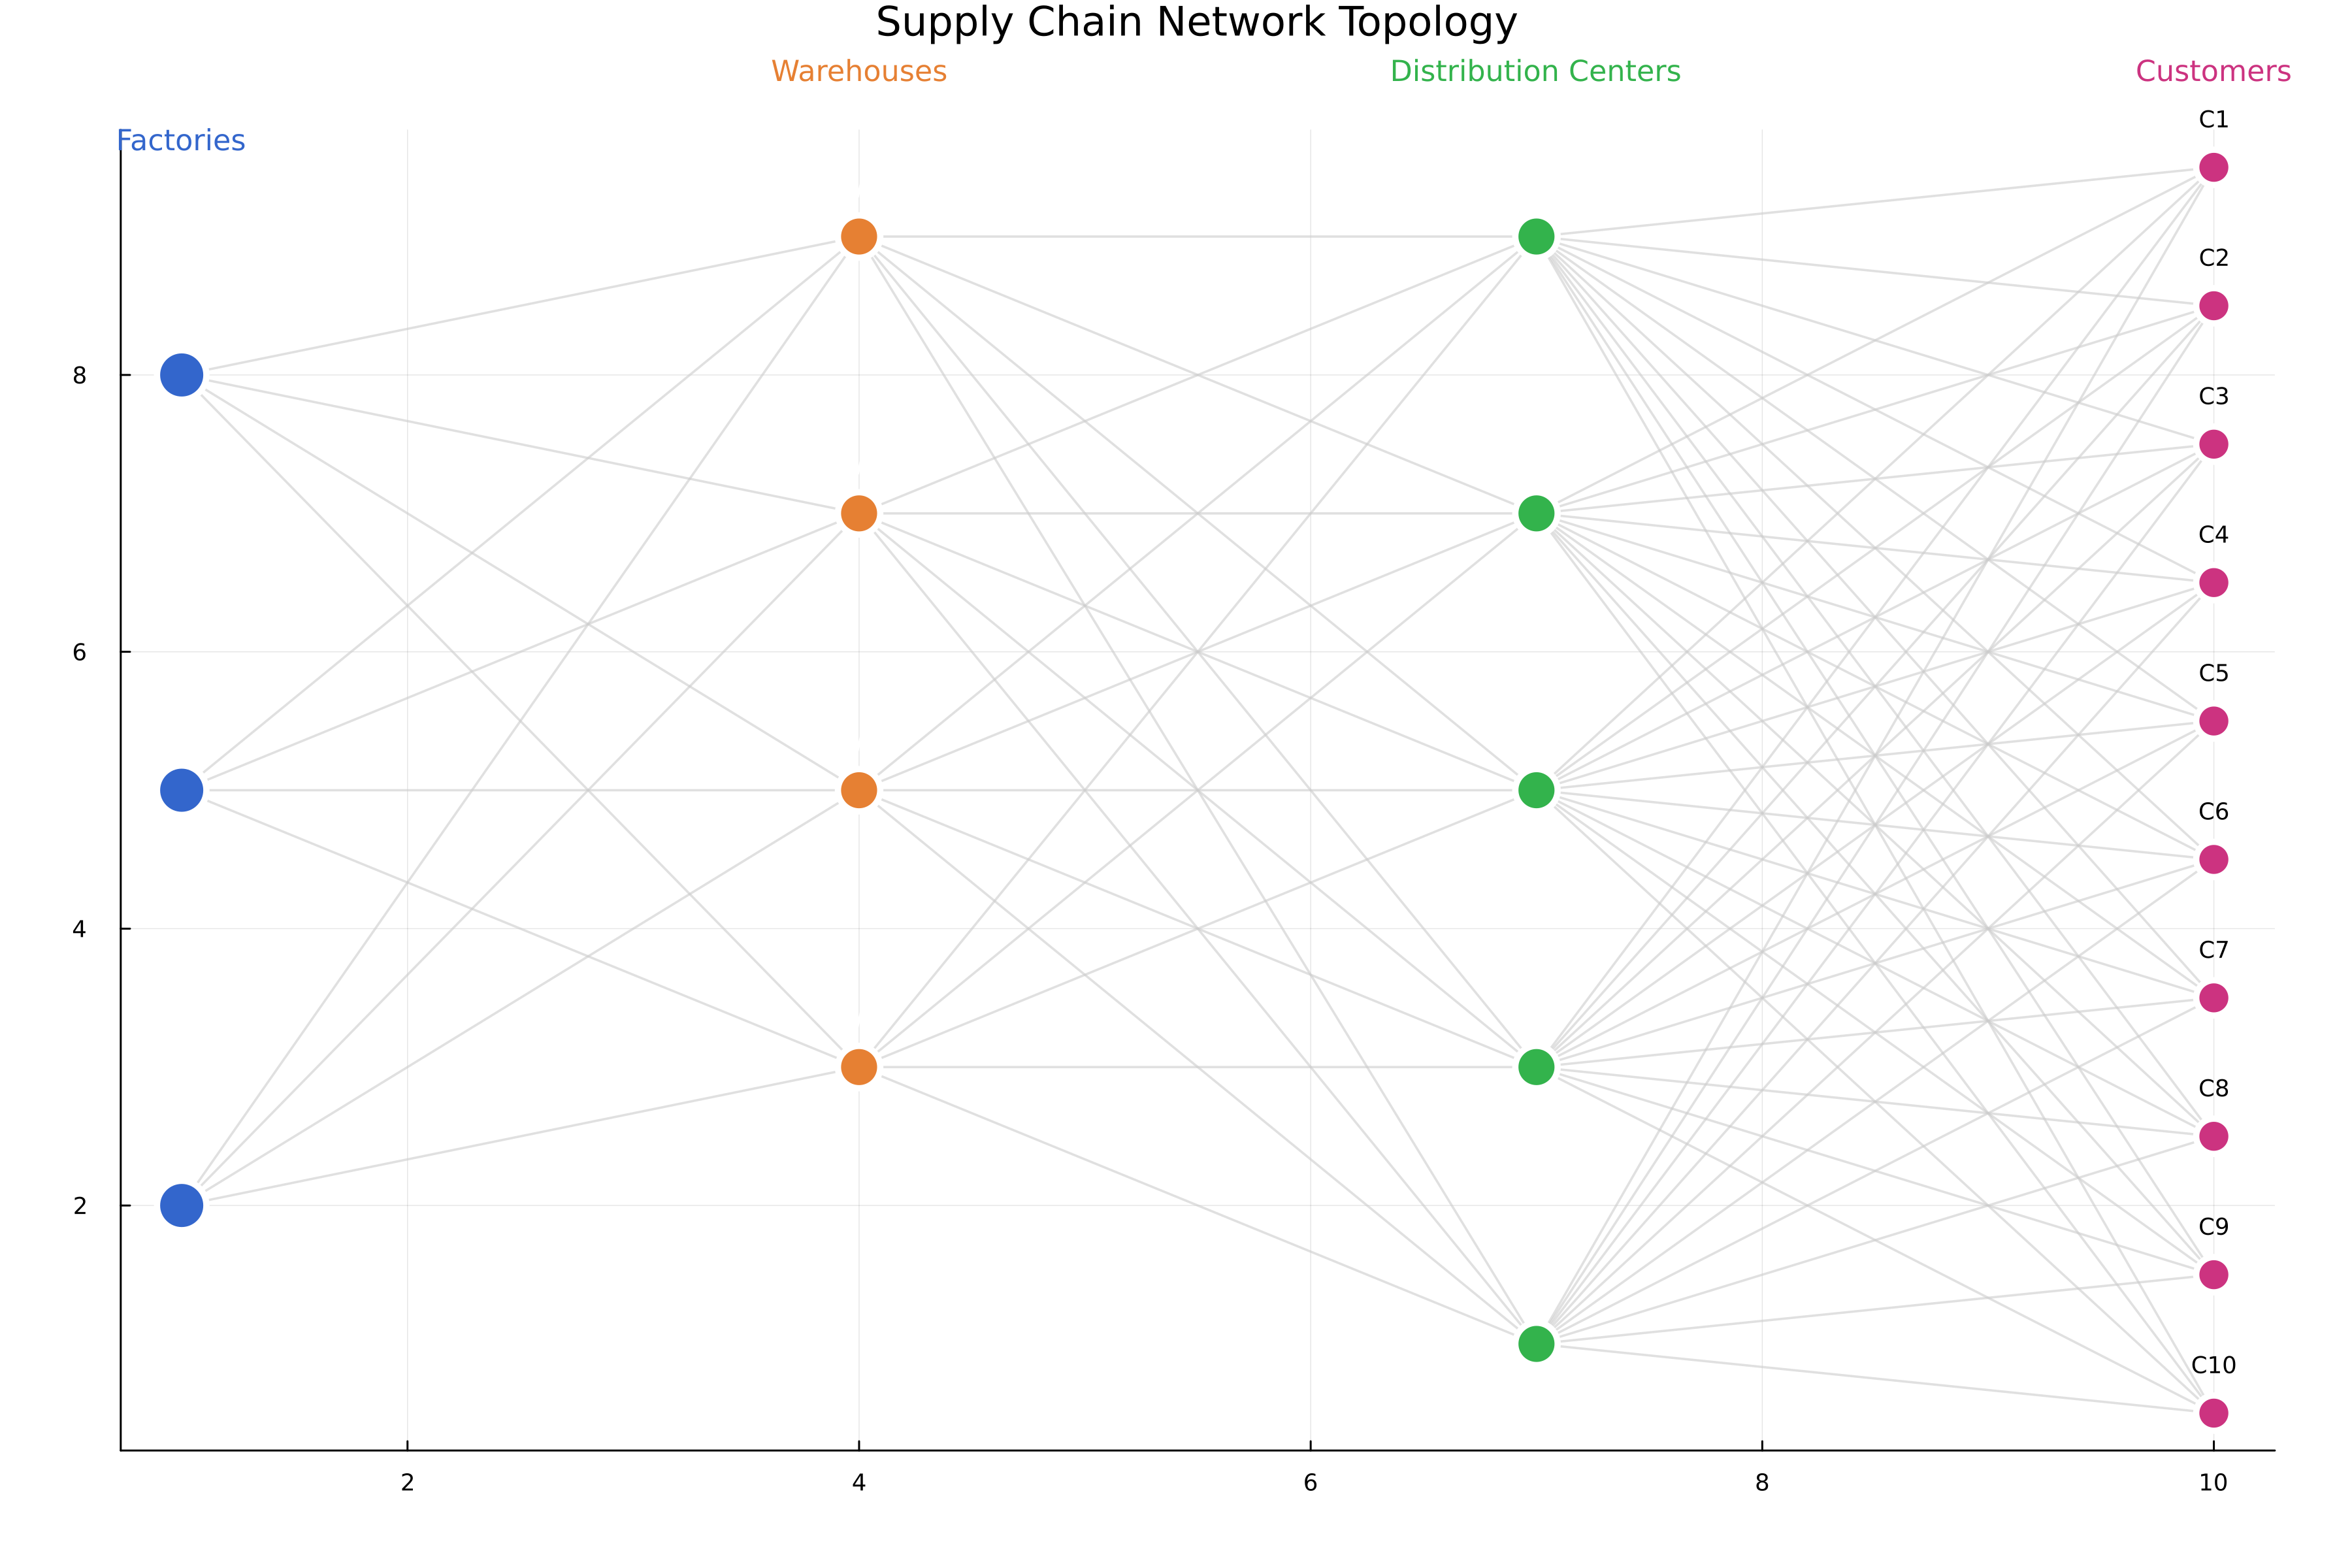 Supply Chain Network Topology
Warehouses
Distribution Centers
Customers
Factories
C1
C2
C3
8
C4
6
C5
C6
4
C7
C8
2
C9
C10
2
4
6
8
10